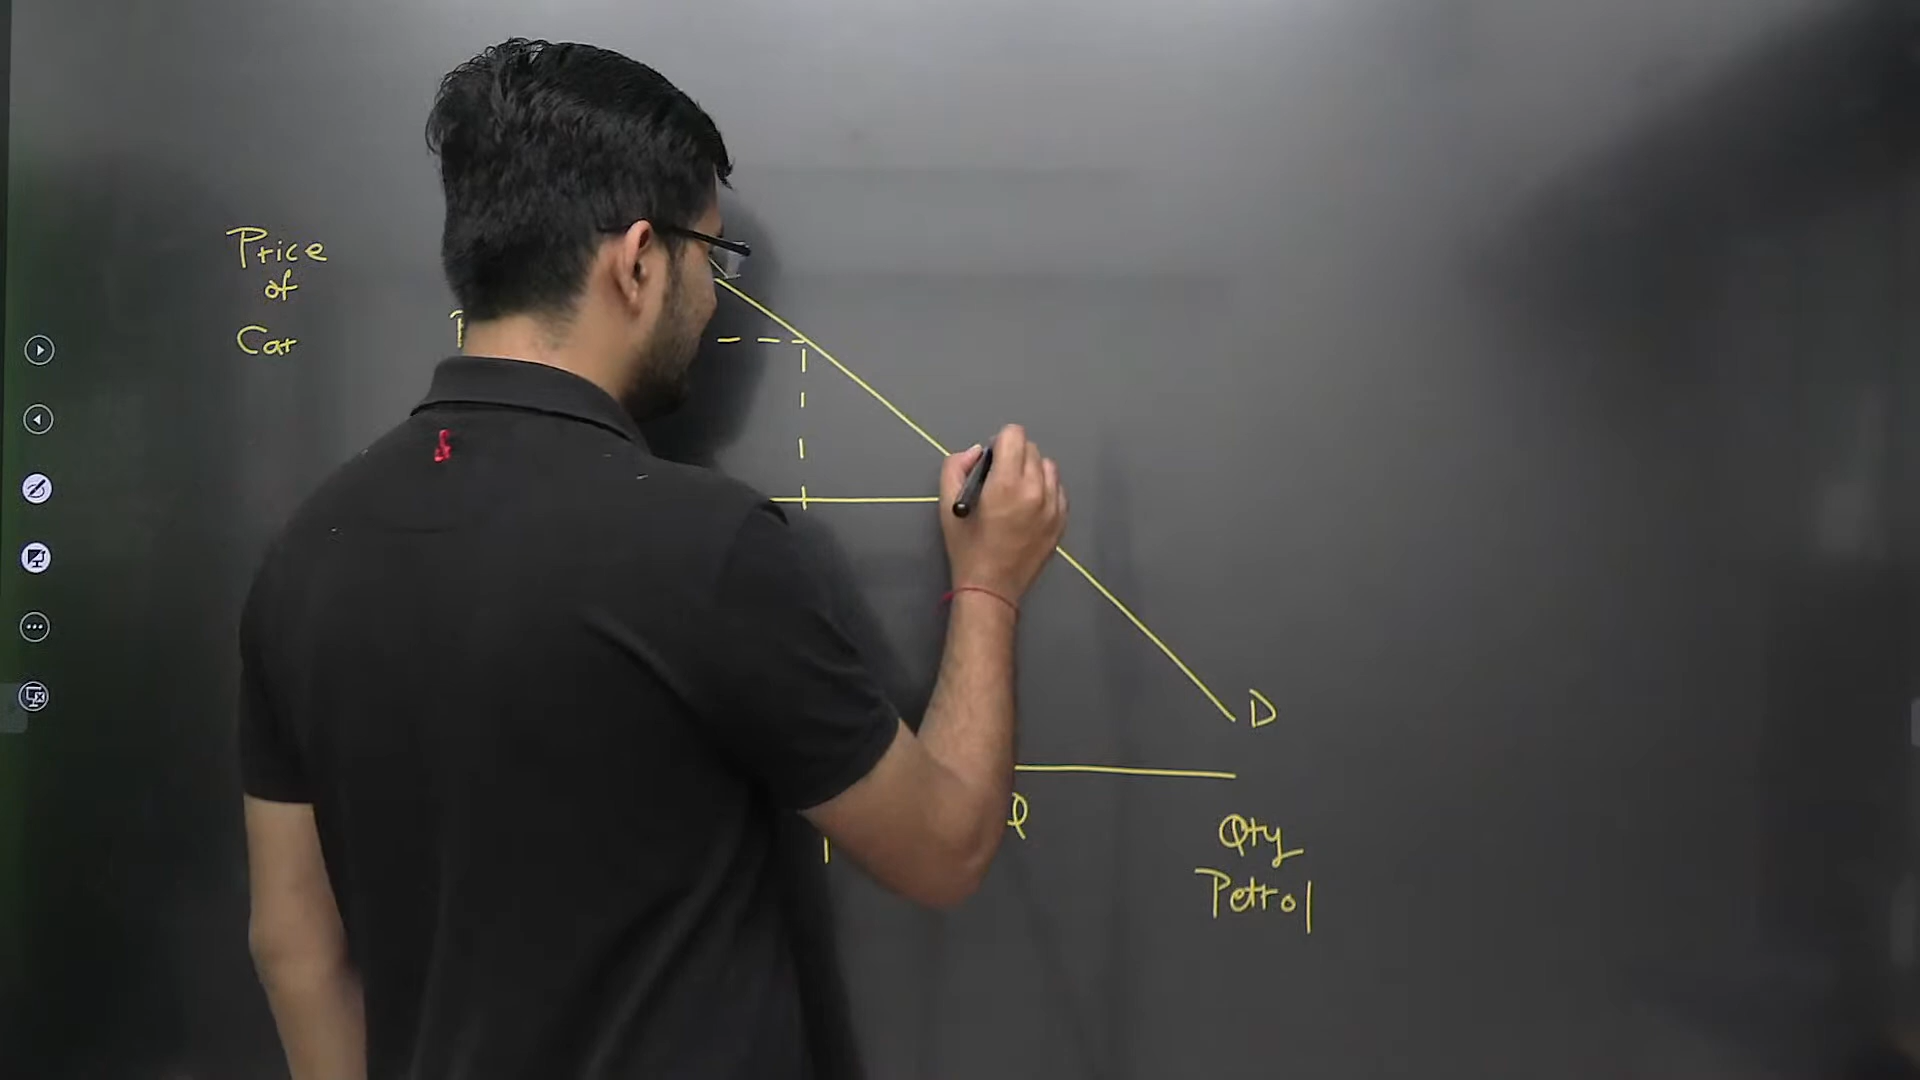 Price
of
Car
D
Q
Qty
Petrol